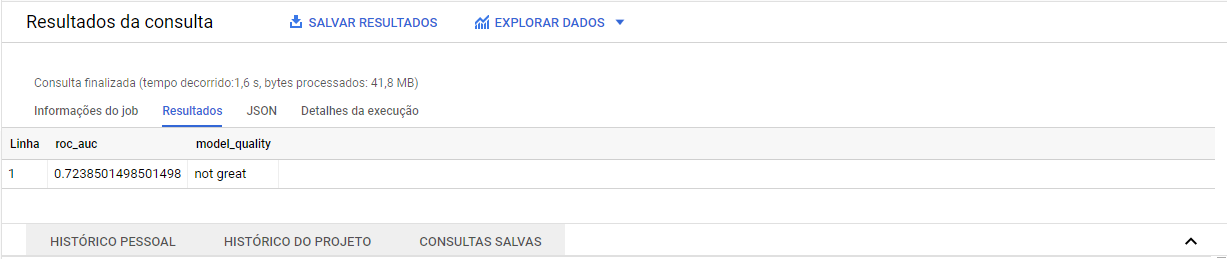 Resultados da consulta
SALVAR RESULTADOS
EXPLORAR DADOS
Consulta finalizada (tempo decorrido:1,6 s, bytes processados: 41,8 MB)
Informações do job Resultados JSON Detalhes da execução
Linha roc_auc model_quality
1 0.7238501498501498 not great
HISTÓRICO PESSOAL HISTÓRICO DO PROJETO CONSULTAS SALVAS